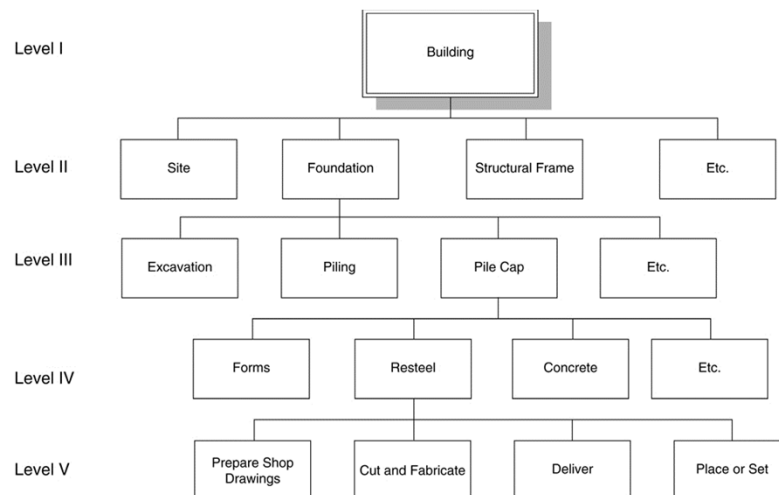 Level I
Building
Level II
Site
Foundation
Structural Frame
Etc.
Level III
Excavation
Piling
Pile Cap
Etc.
Level IV
Forms
Resteel
Concrete
Etc.
Level V
Prepare Shop
Drawings
Cut and Fabricate
Deliver
Place or Set